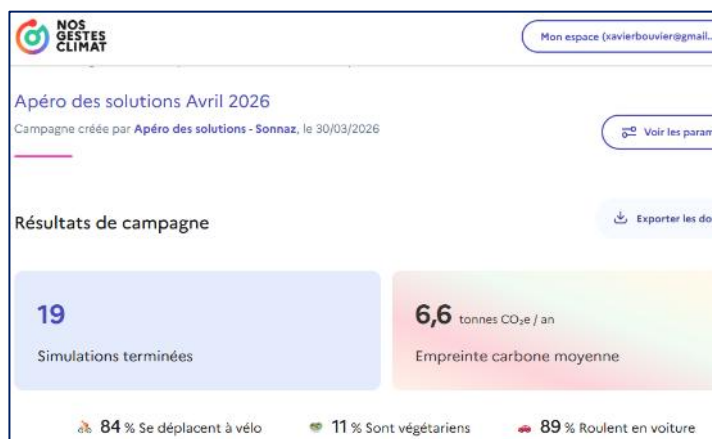 NOS
GESTES
CLIMAT
Mon espace (xavierbouvier@gmail..
Apéro des solutions Avril 2026
Campagne créée par Apéro des solutions - Sonnaz, le 30/03/2026
Voir les param
Résultats de campagne
Exporter les do
19
Simulations terminées
6,6 tonnes CO₂e / an
Empreinte carbone moyenne
84 % Se déplacent à vélo
11 % Sont végétariens
89 % Roulent en voiture